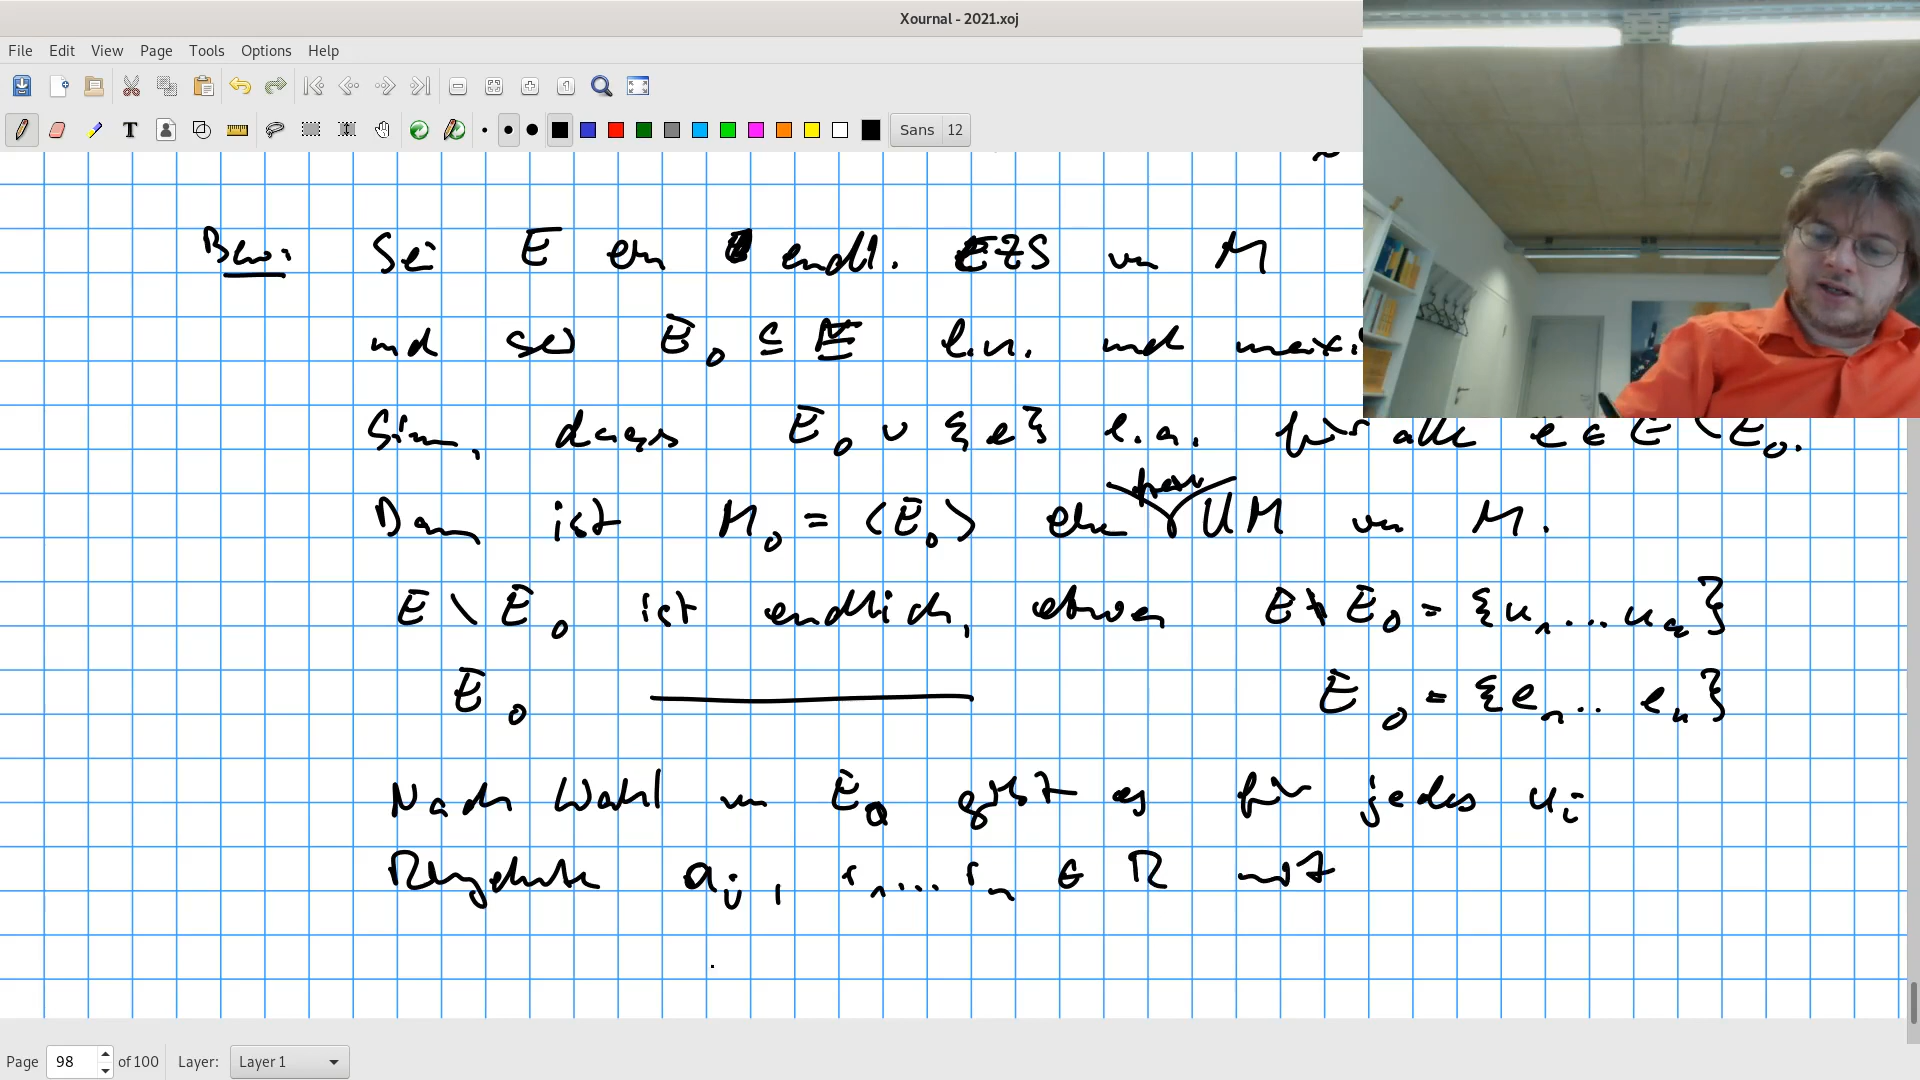 Xournal - 2021.xoj
File Edit View Page Tools Options Help
Sans 12
Bew: Sei E ein endl. EZS von M
und sei E₀ ⊆ E l.u. und maxi
Sinn, dass E₀ ∪ {e} l.a. für alle e ∈ E \ E₀.
frei
Dann ist M₀ = ⟨E₀⟩ ein UM von M.
E \ E₀ ist endlich, etwa E \ E₀ = {u₁ ... u_q}
E₀ ———— E₀ = {e₁ .. eₙ}
Nach Wahl von E₀ gibt es für jedes uᵢ
Ringelemente aᵢ, r₁ ... rₙ ∈ R mit
Page 98 of 100 Layer: Layer 1